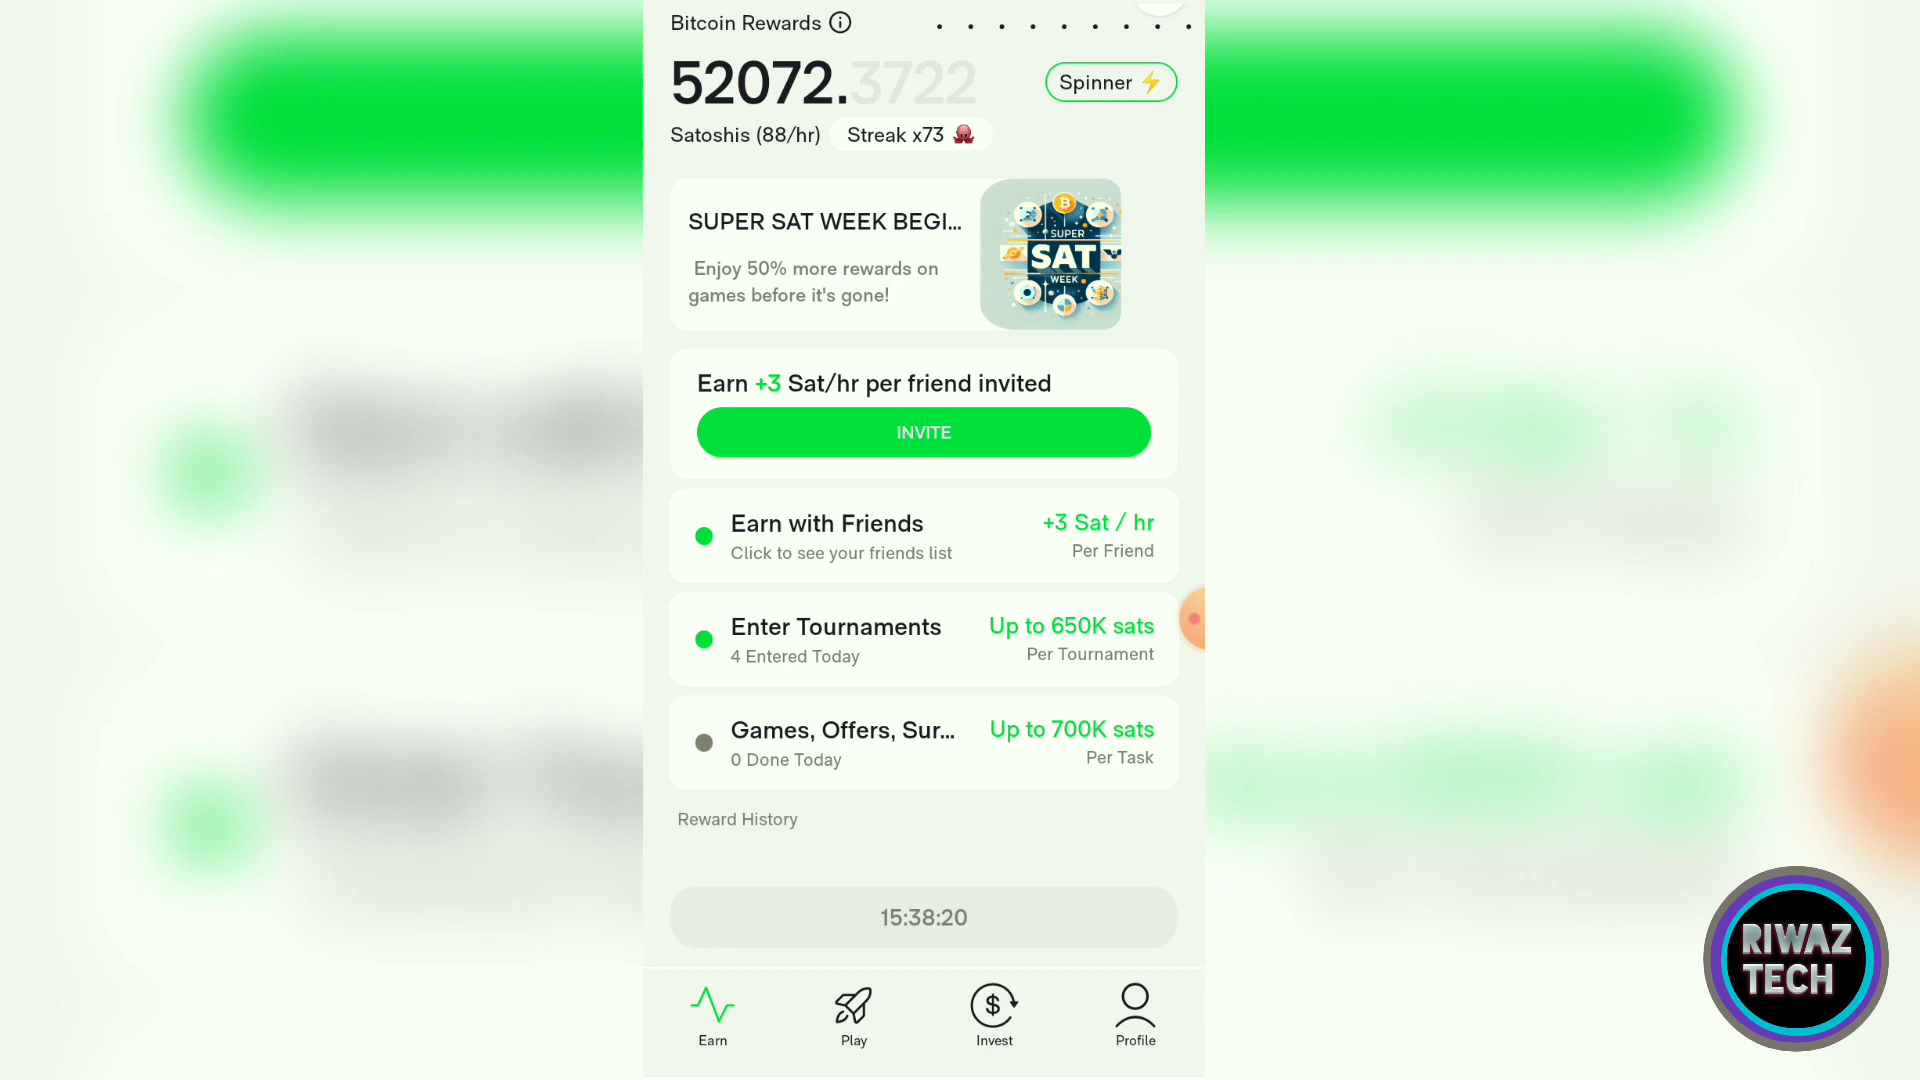 Bitcoin Rewards
52072.3722
Spinner ⚡
Satoshis (88/hr)
Streak x73 🐙
SUPER SAT WEEK BEGI...
Enjoy 50% more rewards on
games before it's gone!
SUPER
SAT
WEEK
Earn +3 Sat/hr per friend invited
INVITE
Earn with Friends
+3 Sat / hr
Click to see your friends list
Per Friend
Enter Tournaments
Up to 650K sats
4 Entered Today
Per Tournament
Games, Offers, Sur...
Up to 700K sats
0 Done Today
Per Task
Reward History
15:38:20
Earn
Play
Invest
Profile
RIWAZ
TECH